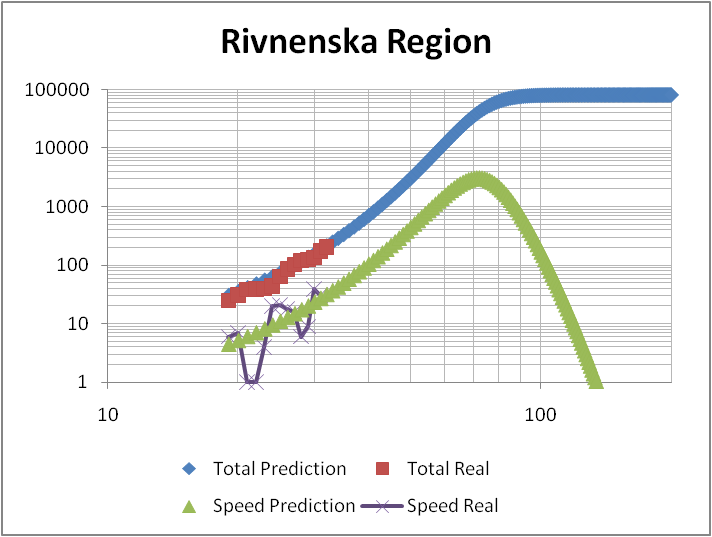 Rivnenska Region
100000
10000
1000
100
10
1
10 100
Total Prediction Total Real
Speed Prediction Speed Real